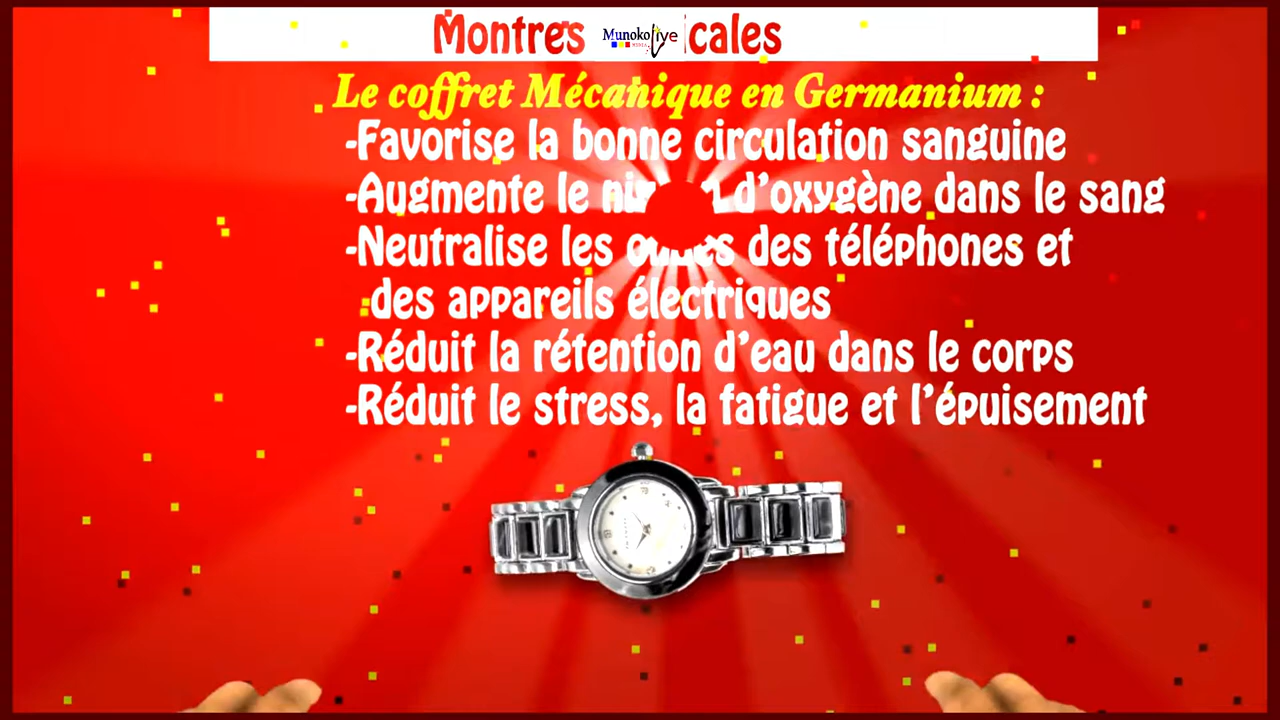 Montres Munokolive cales
MEDIA
Le coffret Mécanique en Germanium :
-Favorise la bonne circulation sanguine
-Augmente le d'oxygène dans le sang
-Neutralise les des téléphones et
des appareils électriques
-Réduit la rétention d'eau dans le corps
-Réduit le stress, la fatigue et l'épuisement